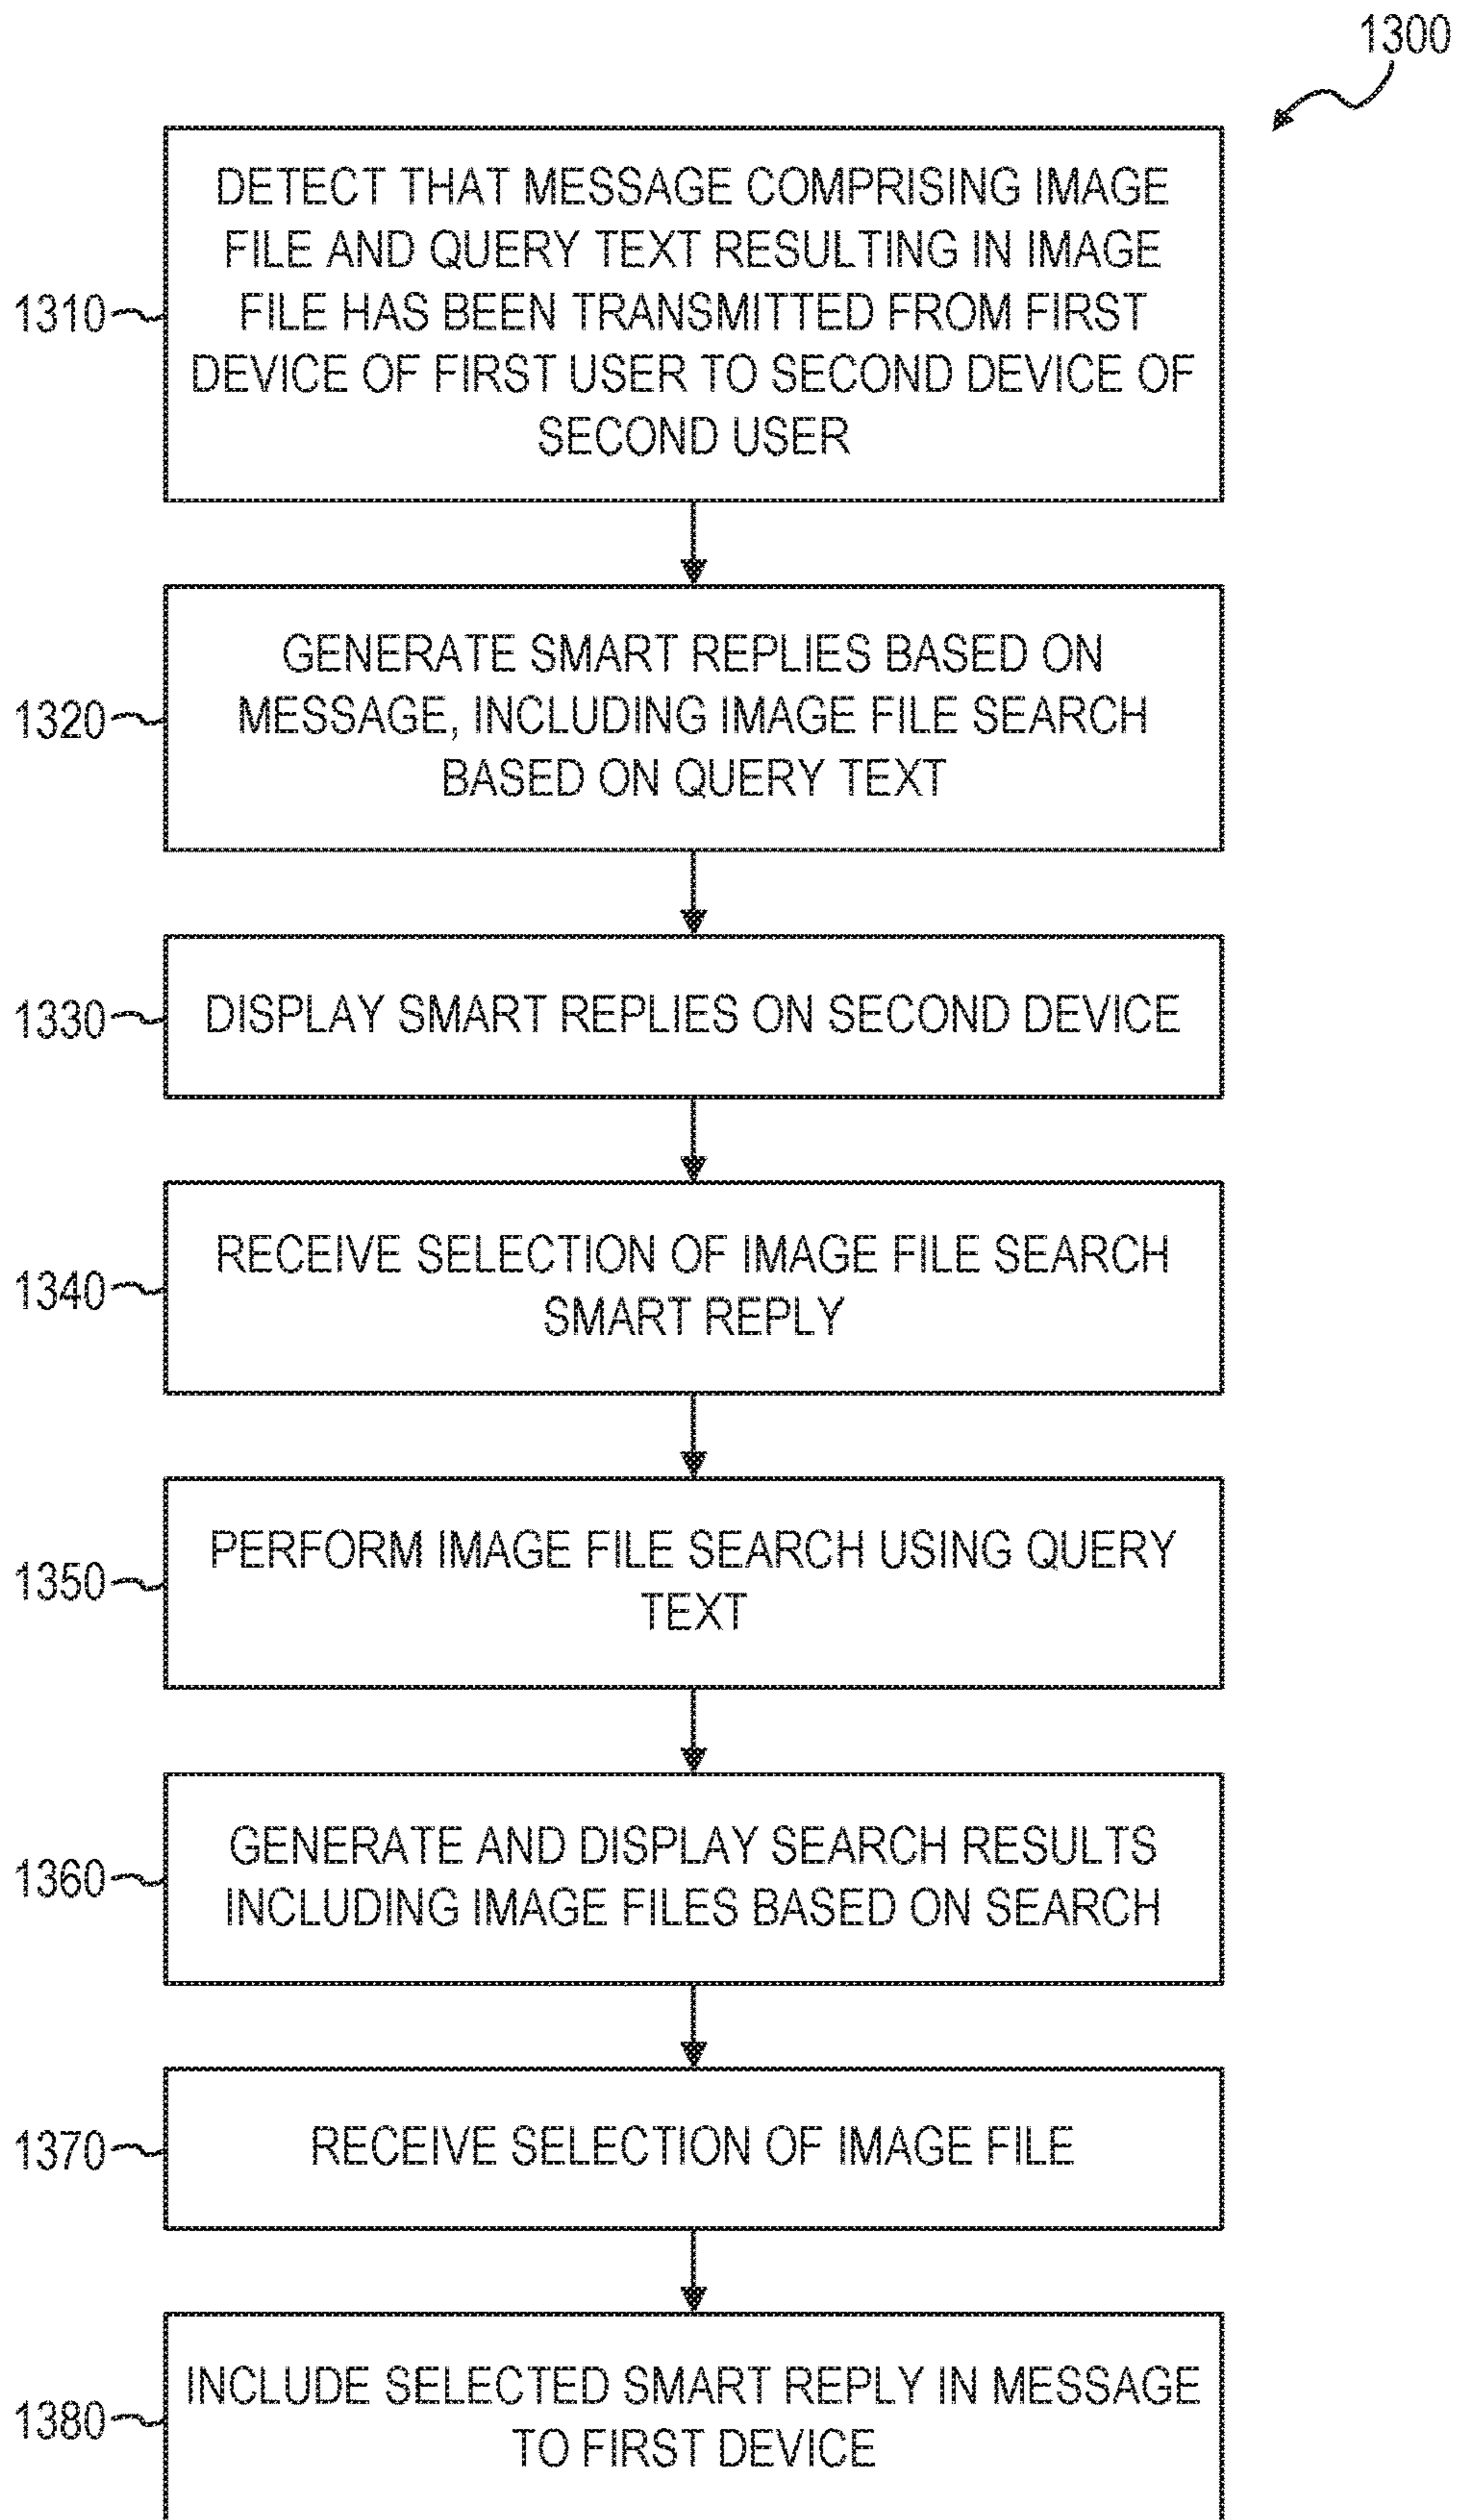 1300
DETECT THAT MESSAGE COMPRISING IMAGE
FILE AND QUERY TEXT RESULTING IN IMAGE
1310
FILE HAS BEEN TRANSMITTED FROM FIRST
DEVICE OF FIRST USER TO SECOND DEVICE OF
SECOND USER
GENERATE SMART REPLIES BASED ON
1320
MESSAGE, INCLUDING IMAGE FILE SEARCH
BASED ON QUERY TEXT
1330
DISPLAY SMART REPLIES ON SECOND DEVICE
1340
RECEIVE SELECTION OF IMAGE FILE SEARCH
SMART REPLY
1350
PERFORM IMAGE FILE SEARCH USING QUERY
TEXT
1360
GENERATE AND DISPLAY SEARCH RESULTS
INCLUDING IMAGE FILES BASED ON SEARCH
1370
RECEIVE SELECTION OF IMAGE FILE
1380
INCLUDE SELECTED SMART REPLY IN MESSAGE
TO FIRST DEVICE